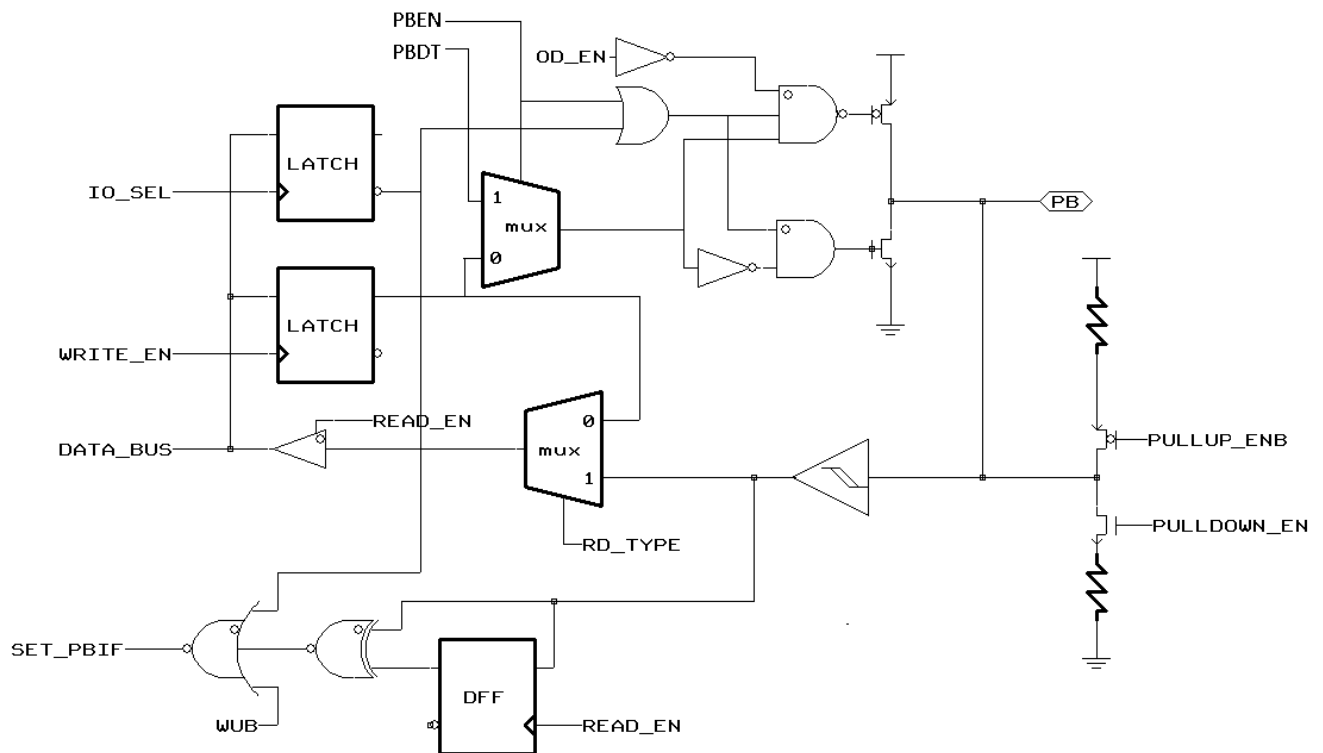 PBEN
PBDT
OD_EN
LATCH
IO_SEL
1
mux
0
PB
LATCH
WRITE_EN
READ_EN
0
DATA_BUS
mux
1
PULLUP_ENB
PULLDOWN_EN
RD_TYPE
SET_PBIF
DFF
WUB
READ_EN